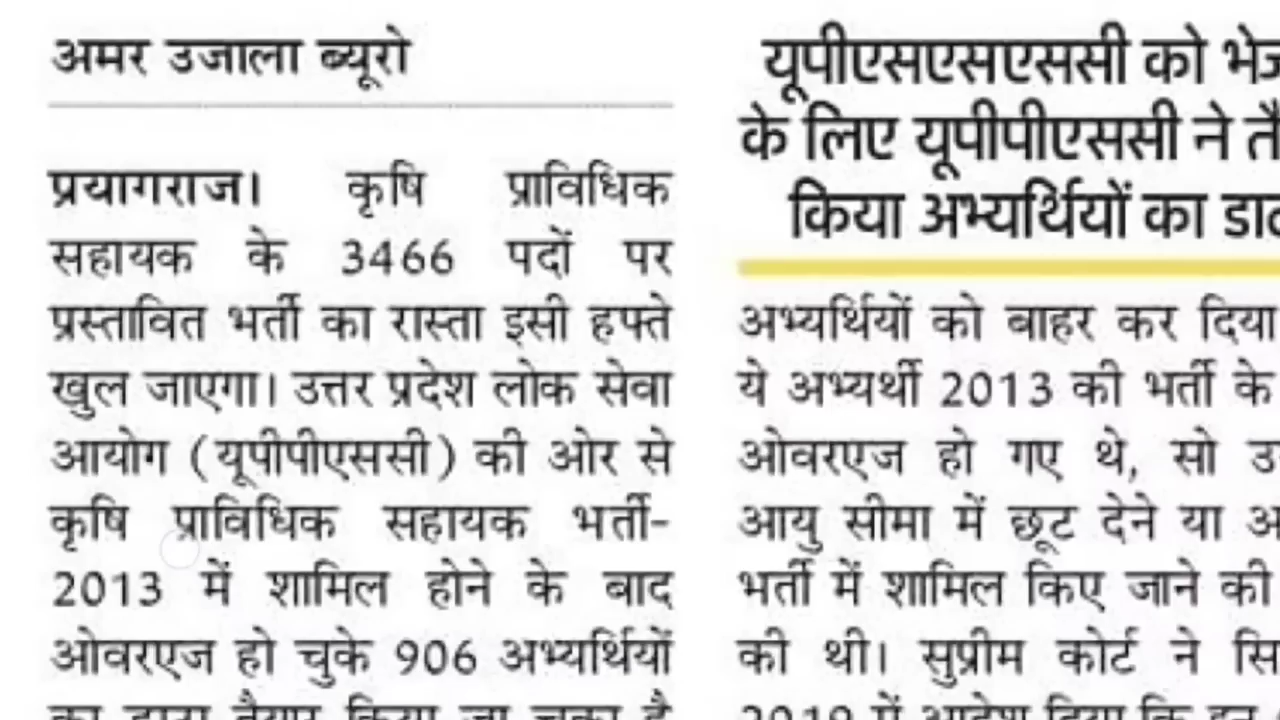 अमर उजाला ब्यूरो
प्रयागराज। कृषि प्राविधिक
सहायक के 3466 पदों पर
प्रस्तावित भर्ती का रास्ता इसी हफ्ते
खुल जाएगा। उत्तर प्रदेश लोक सेवा
आयोग (यूपीपीएससी) की ओर से
कृषि प्राविधिक सहायक भर्ती-
2013 में शामिल होने के बाद
ओवरएज हो चुके 906 अभ्यर्थियों
का डाटा तैयार किया जा चुका है
यूपीएसएसएससी को
के लिए यूपीपीएससी ने
किया अभ्यर्थियों का
अभ्यर्थियों को बाहर कर दिया
ये अभ्यर्थी 2013 की भर्ती के
ओवरएज हो गए थे, सो
आयु सीमा में छूट देने या
भर्ती में शामिल किए जाने की
की थी। सुप्रीम कोर्ट ने
में आदेश दिया कि इन